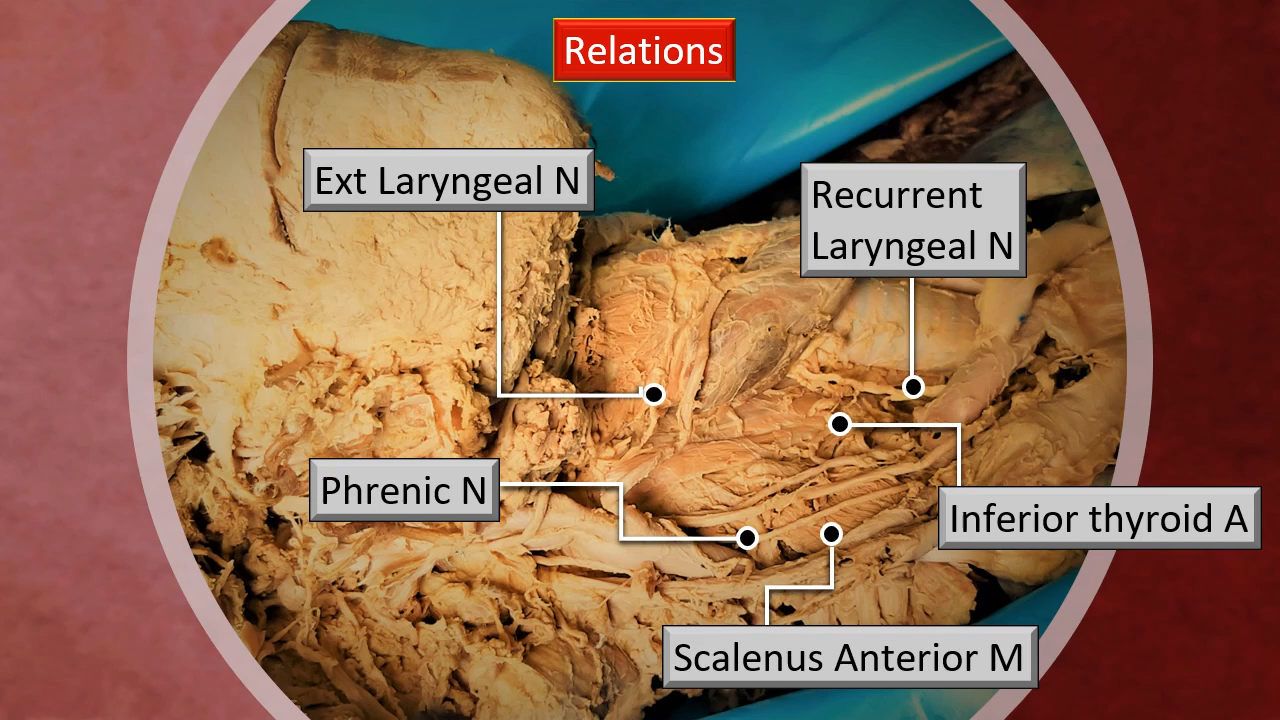 Relations
Ext Laryngeal N
Recurrent
Laryngeal N
Phrenic N
Inferior thyroid A
Scalenus Anterior M